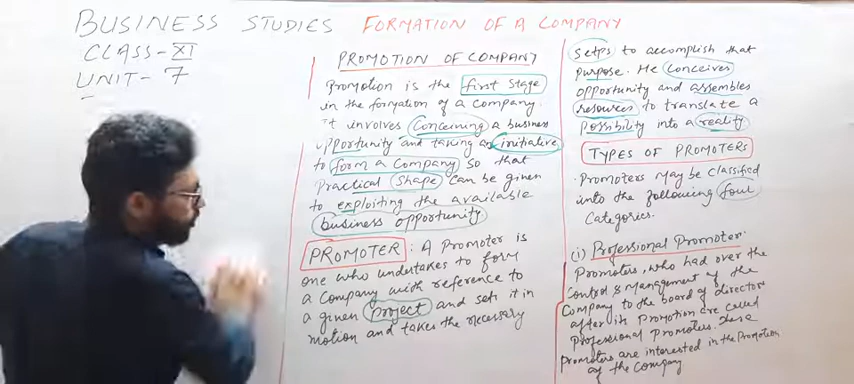 BUSINESS STUDIES FORMATION OF A COMPANY
CLASS-XI
UNIT-7
PROMOTION OF COMPANY
Promotion is the first stage
in the formation of a company.
It involves Conceiving a business
opportunity and taking an initiative
to form a company so that
practical shape can be given
to exploiting the available
business opportunity
PROMOTER: A Promoter is
one who undertakes to form
a company with reference to
a given project and sets it in
motion and takes the necessary
setps to accomplish that
purpose. He conceives
opportunity and assembles
resources to translate a
possibility into a reality
TYPES OF PROMOTERS
Promoters may be classified
into the following four
Categories.
(i) Professional Promoter.
Promoters, who had over the
Control & management of the
Company to the board of directors
after its Promotion are called
Professional Promoters. These
promoters are interested in the Promotion
of the Company